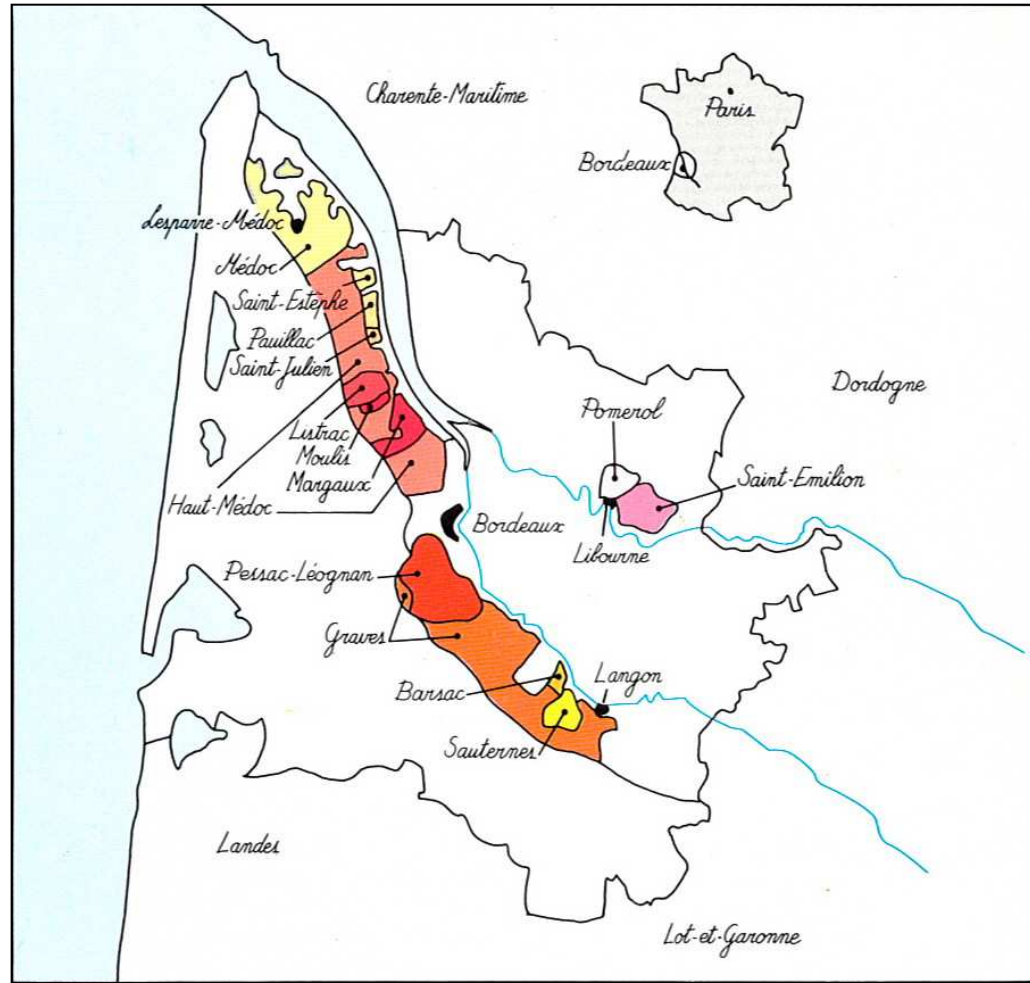 Charente-Maritime
Paris
Bordeaux
Lesparre-Médoc
Médoc
Saint-Estèphe
Pauillac
Saint-Julien
Listrac
Moulis
Margaux
Haut-Médoc
Dordogne
Pomerol
Saint-Emilion
Bordeaux
Libourne
Pessac-Léognan
Graves
Barsac
Langon
Sauternes
Landes
Lot-et-Garonne